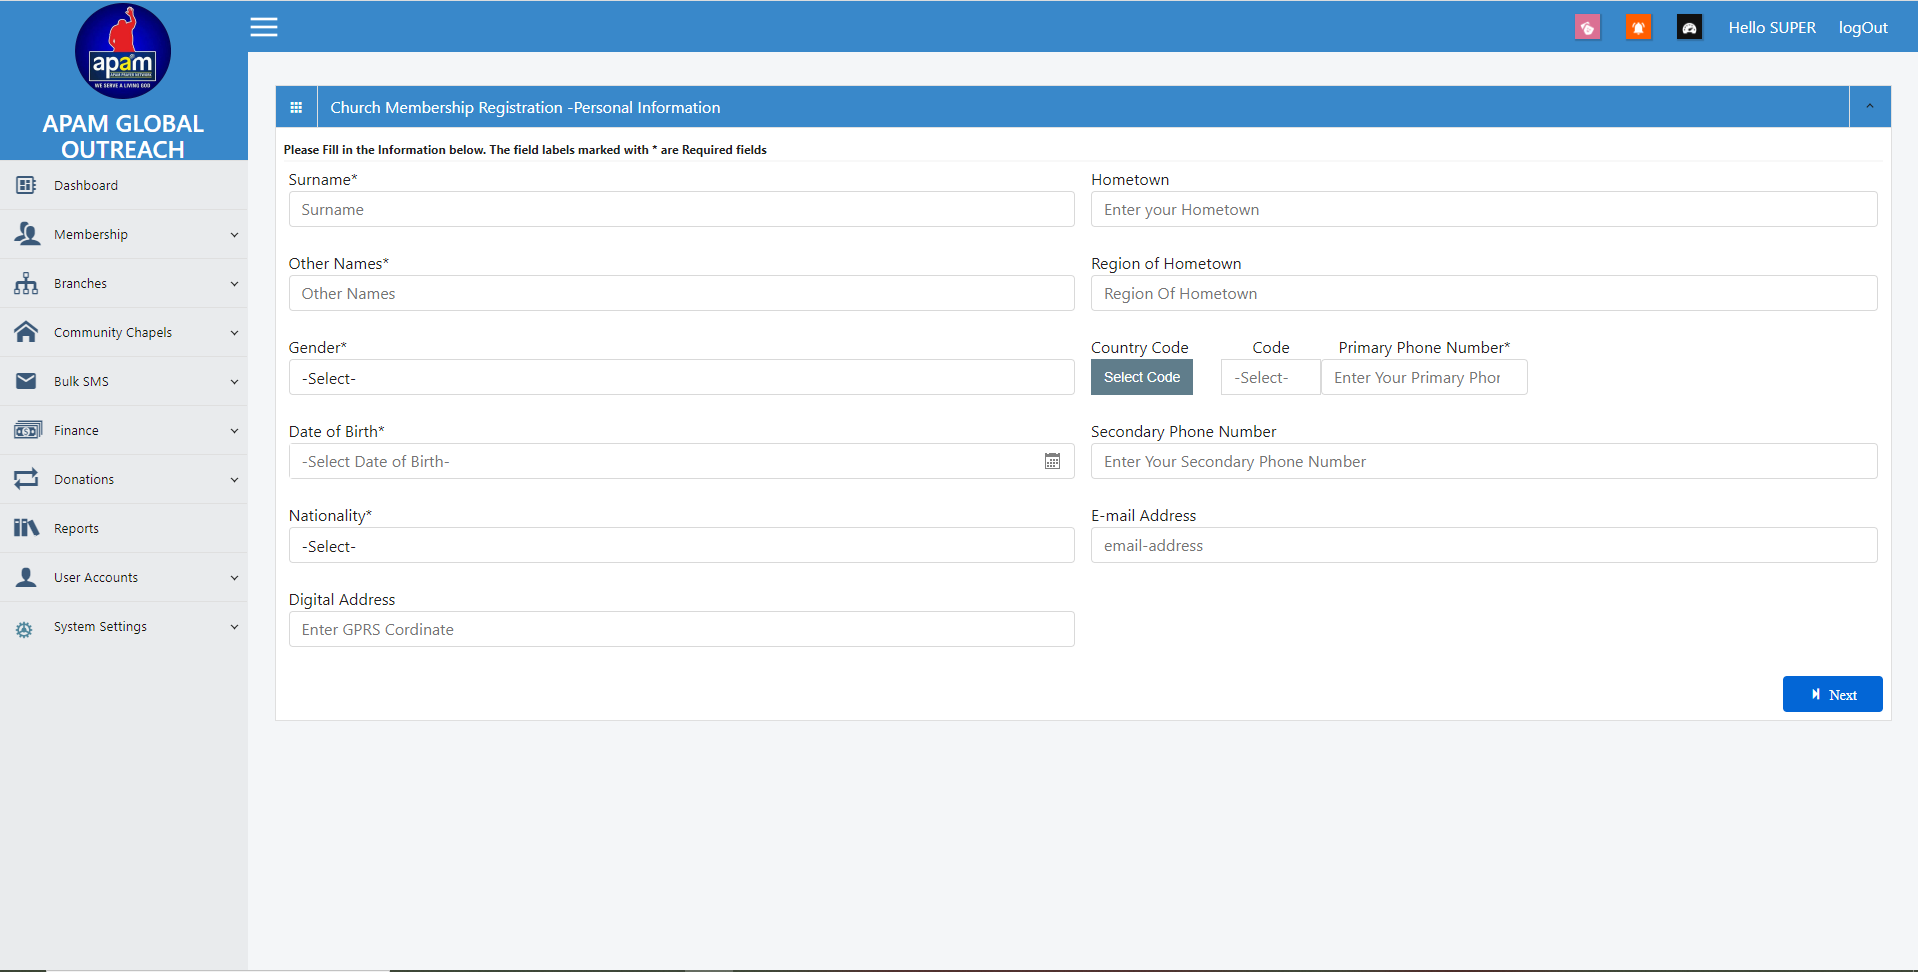 apam
APAM PRAYER NETWORK
WE SERVE A LIVING GOD
APAM GLOBAL
OUTREACH
Dashboard
Membership
Branches
Community Chapels
Bulk SMS
Finance
Donations
Reports
User Accounts
System Settings
Hello SUPER logOut
Church Membership Registration -Personal Information
Please Fill in the Information below. The field labels marked with * are Required fields
Surname*
Surname
Hometown
Enter your Hometown
Other Names*
Other Names
Region of Hometown
Region Of Hometown
Gender*
-Select-
Country Code Code Primary Phone Number*
Select Code -Select- Enter Your Primary Phor
Date of Birth*
-Select Date of Birth-
Secondary Phone Number
Enter Your Secondary Phone Number
Nationality*
-Select-
E-mail Address
email-address
Digital Address
Enter GPRS Cordinate
Next